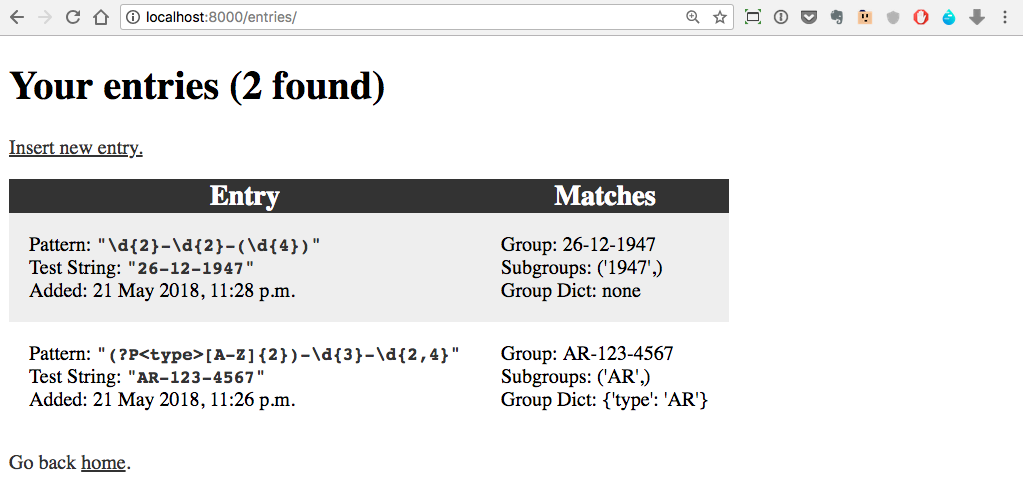 localhost:8000/entries/
Your entries (2 found)
Insert new entry.
Entry Matches
Pattern: "\d{2}-\d{2}-(\d{4})" Group: 26-12-1947
Test String: "26-12-1947" Subgroups: ('1947',)
Added: 21 May 2018, 11:28 p.m. Group Dict: none
Pattern: "(?P<type>[A-Z]{2})-\d{3}-\d{2,4}" Group: AR-123-4567
Test String: "AR-123-4567" Subgroups: ('AR',)
Added: 21 May 2018, 11:26 p.m. Group Dict: {'type': 'AR'}
Go back home.